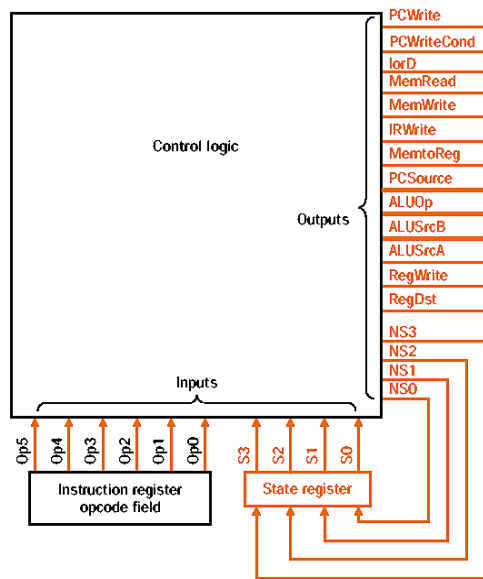 PCWrite
PCWriteCond
IorD
MemRead
MemWrite
IRWrite
Control logic
MemtoReg
PCSource
ALUOp
Outputs
ALUSrcB
ALUSrcA
RegWrite
RegDst
NS3
NS2
NS1
NS0
Inputs
Op5
Op4
Op3
Op2
Op1
Op0
S3
S2
S1
S0
Instruction register
opcode field
State register